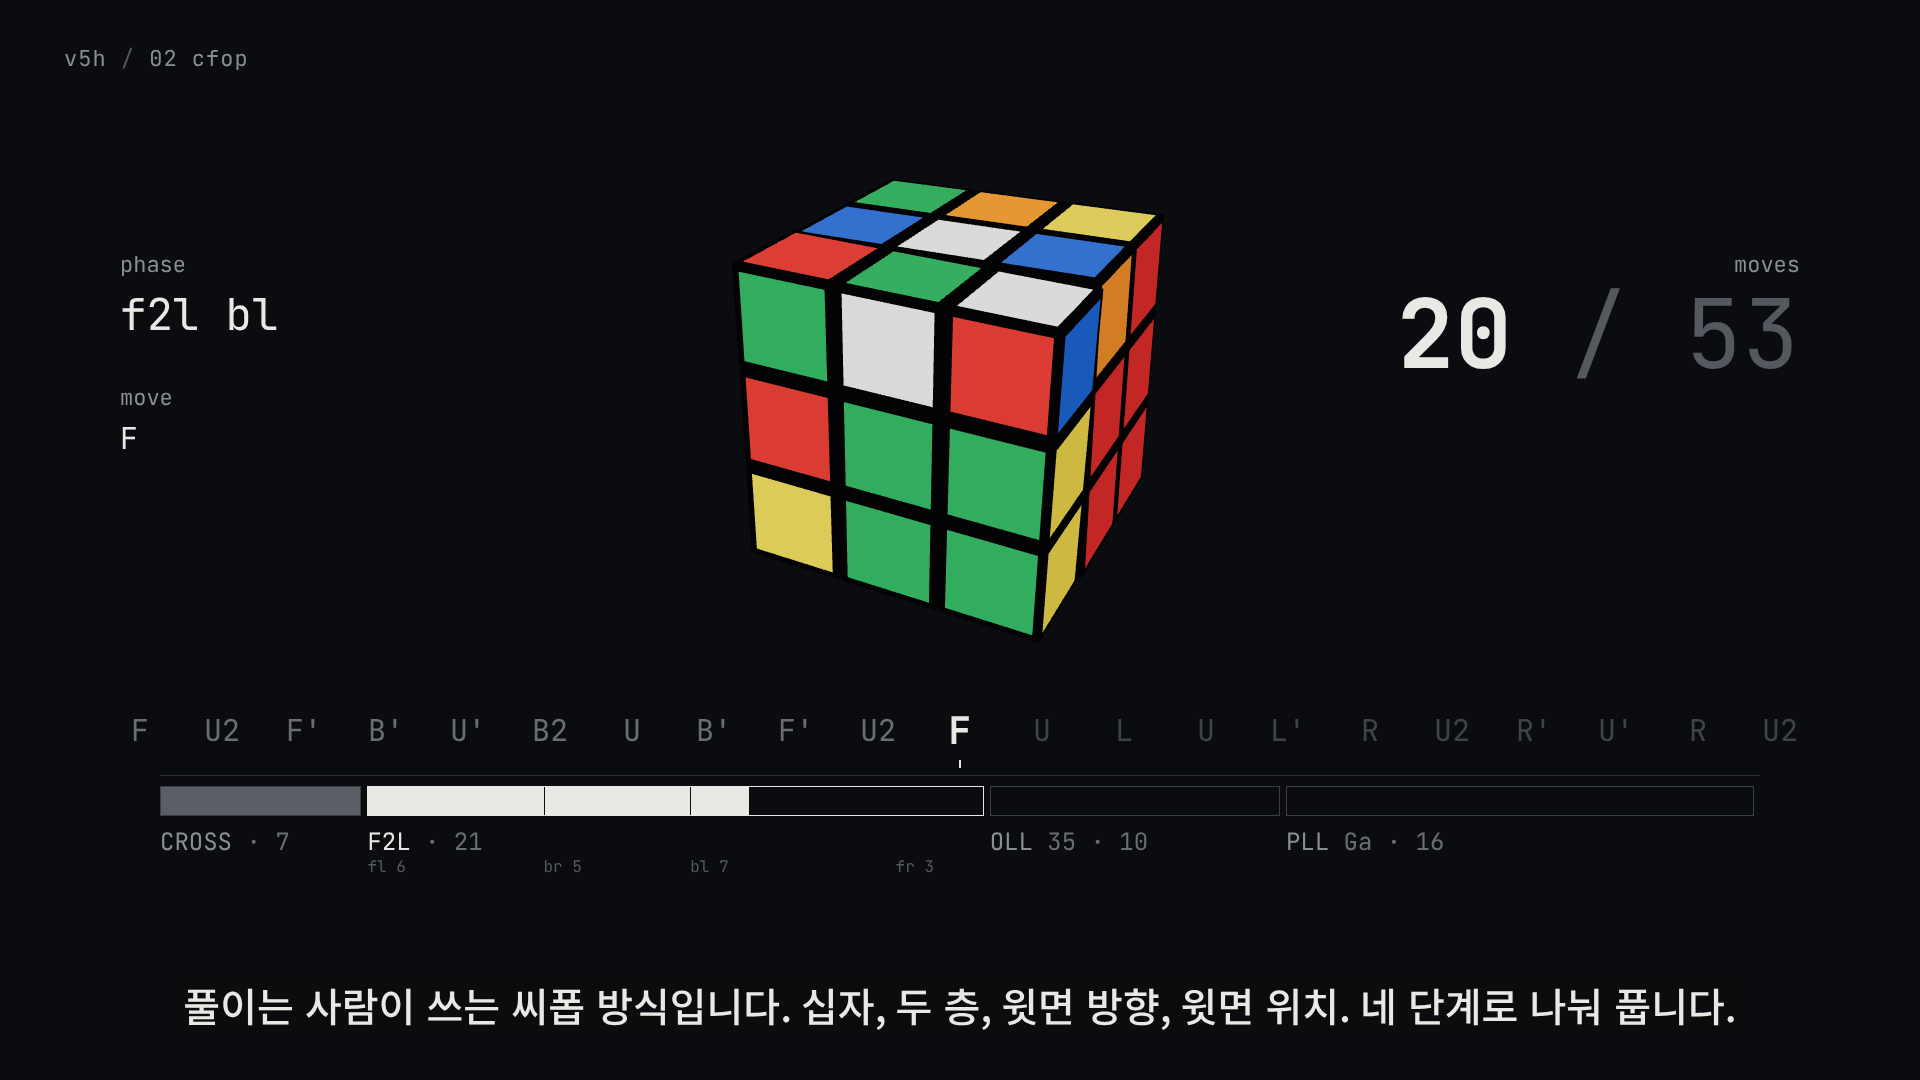 v5h / 02 cfop
phase
f2l bl
move
F
moves
20 / 53
F U2 F' B' U' B2 U B' F' U2 F U L U L' R U2 R' U' R U2
CROSS · 7 F2L · 21 OLL 35 · 10 PLL Ga · 16
fl 6 br 5 bl 7 fr 3
풀이는 사람이 쓰는 씨폽 방식입니다. 십자, 두 층, 윗면 방향, 윗면 위치. 네 단계로 나눠 풉니다.